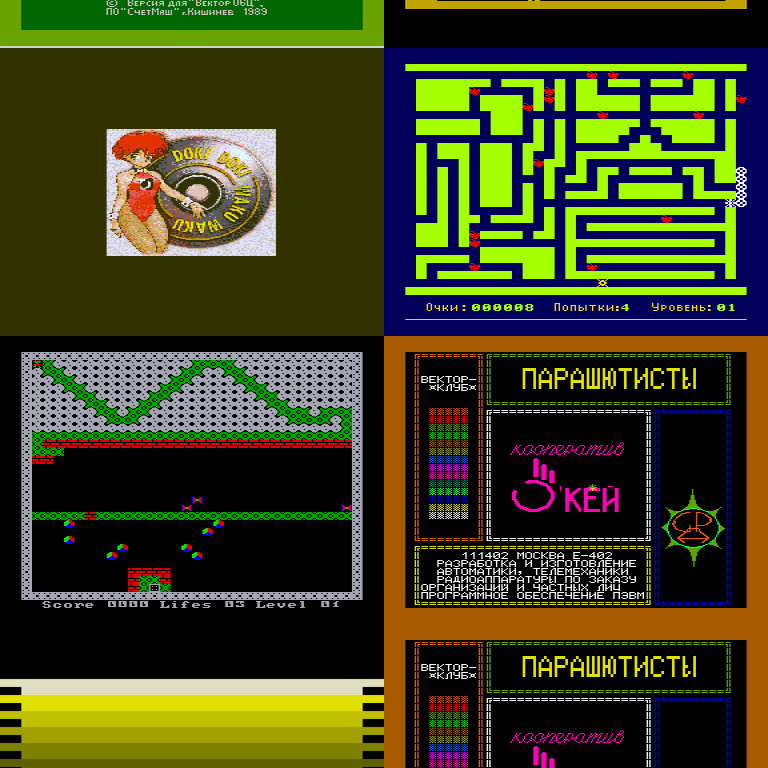 © Версия для "Вектор 06Ц"
ПО "СчетМаш" г.Кишинев 1989
DOKI DOKI
WAKU WAKU
Очки:000008 Попытки:4 Уровень:01
Score 0000 Lifes 03 Level 01
ВЕКТОР-
ЖКЛУБЖ
ПАРАШЮТИСТЫ
кооператив
О'КЕЙ
111402 МОСКВА Е-402
РАЗРАБОТКА И ИЗГОТОВЛЕНИЕ
АВТОМАТИКИ, ТЕЛЕМЕХАНИКИ
РАДИОАППАРАТУРЫ ПО ЗАКАЗУ
ОРГАНИЗАЦИЙ И ЧАСТНЫХ ЛИЦ
ПРОГРАММНОЕ ОБЕСПЕЧЕНИЕ ПЭВМ
ВЕКТОР-
ЖКЛУБЖ
ПАРАШЮТИСТЫ
кооператив